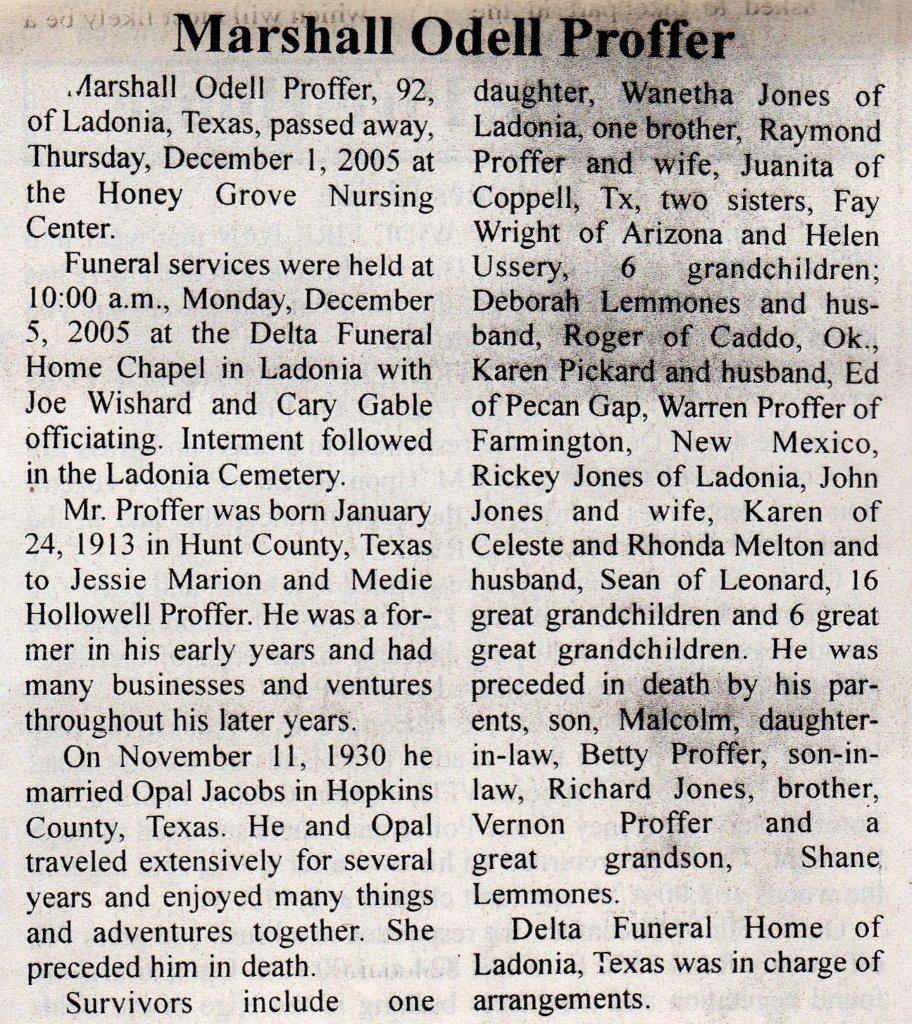 Marshall Odell Proffer
Marshall Odell Proffer, 92,
of Ladonia, Texas, passed away,
Thursday, December 1, 2005 at
the Honey Grove Nursing
Center.
Funeral services were held at
10:00 a.m., Monday, December
5, 2005 at the Delta Funeral
Home Chapel in Ladonia with
Joe Wishard and Cary Gable
officiating. Interment followed
in the Ladonia Cemetery.
Mr. Proffer was born January
24, 1913 in Hunt County, Texas
to Jessie Marion and Medie
Hollowell Proffer. He was a for-
mer in his early years and had
many businesses and ventures
throughout his later years.
On November 11, 1930 he
married Opal Jacobs in Hopkins
County, Texas. He and Opal
traveled extensively for several
years and enjoyed many things
and adventures together. She
preceded him in death.
Survivors include one
daughter, Wanetha Jones of
Ladonia, one brother, Raymond
Proffer and wife, Juanita of
Coppell, Tx, two sisters, Fay
Wright of Arizona and Helen
Ussery, 6 grandchildren;
Deborah Lemmones and hus-
band, Roger of Caddo, Ok.,
Karen Pickard and husband, Ed
of Pecan Gap, Warren Proffer of
Farmington, New Mexico,
Rickey Jones of Ladonia, John
Jones and wife, Karen of
Celeste and Rhonda Melton and
husband, Sean of Leonard, 16
great grandchildren and 6 great
great grandchildren. He was
preceded in death by his par-
ents, son, Malcolm, daughter-
in-law, Betty Proffer, son-in-
law, Richard Jones, brother,
Vernon Proffer and a
great grandson, Shane
Lemmones.
Delta Funeral Home of
Ladonia, Texas was in charge of
arrangements.